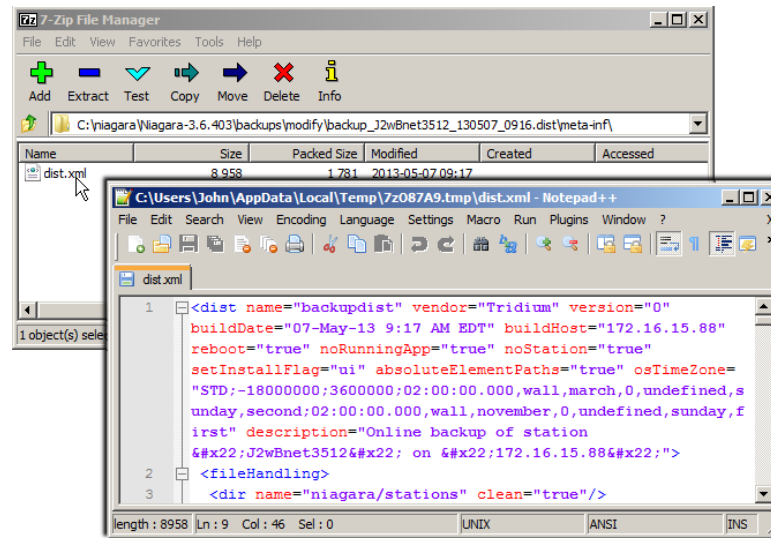 7-Zip File Manager
File Edit View Favorites Tools Help
Add Extract Test Copy Move Delete Info
C:\niagara\Niagara-3.6.403\backups\modify\backup_J2wBnet3512_130507_0916.dist\meta-inf\
Name Size Packed Size Modified Created Accessed
dist.xml 8 958 1 781 2013-05-07 09:17
1 object(s) selec
C:\Users\John\AppData\Local\Temp\7zO87A9.tmp\dist.xml - Notepad++
File Edit Search View Encoding Language Settings Macro Run Plugins Window ? X
dist.xml
1 <dist name="backupdist" vendor="Tridium" version="0"
buildDate="07-May-13 9:17 AM EDT" buildHost="172.16.15.88"
reboot="true" noRunningApp="true" noStation="true"
setInstallFlag="ui" absoluteElementPaths="true" osTimeZone=
"STD;-18000000;3600000;02:00:00.000,wall,march,0,undefined,s
unday,second;02:00:00.000,wall,november,0,undefined,sunday,f
irst" description="Online backup of station
&#x22;J2wBnet3512&#x22; on &#x22;172.16.15.88&#x22;">
2 <fileHandling>
3 <dir name="niagara/stations" clean="true"/>
length : 8958 Ln : 9 Col : 46 Sel : 0 UNIX ANSI INS